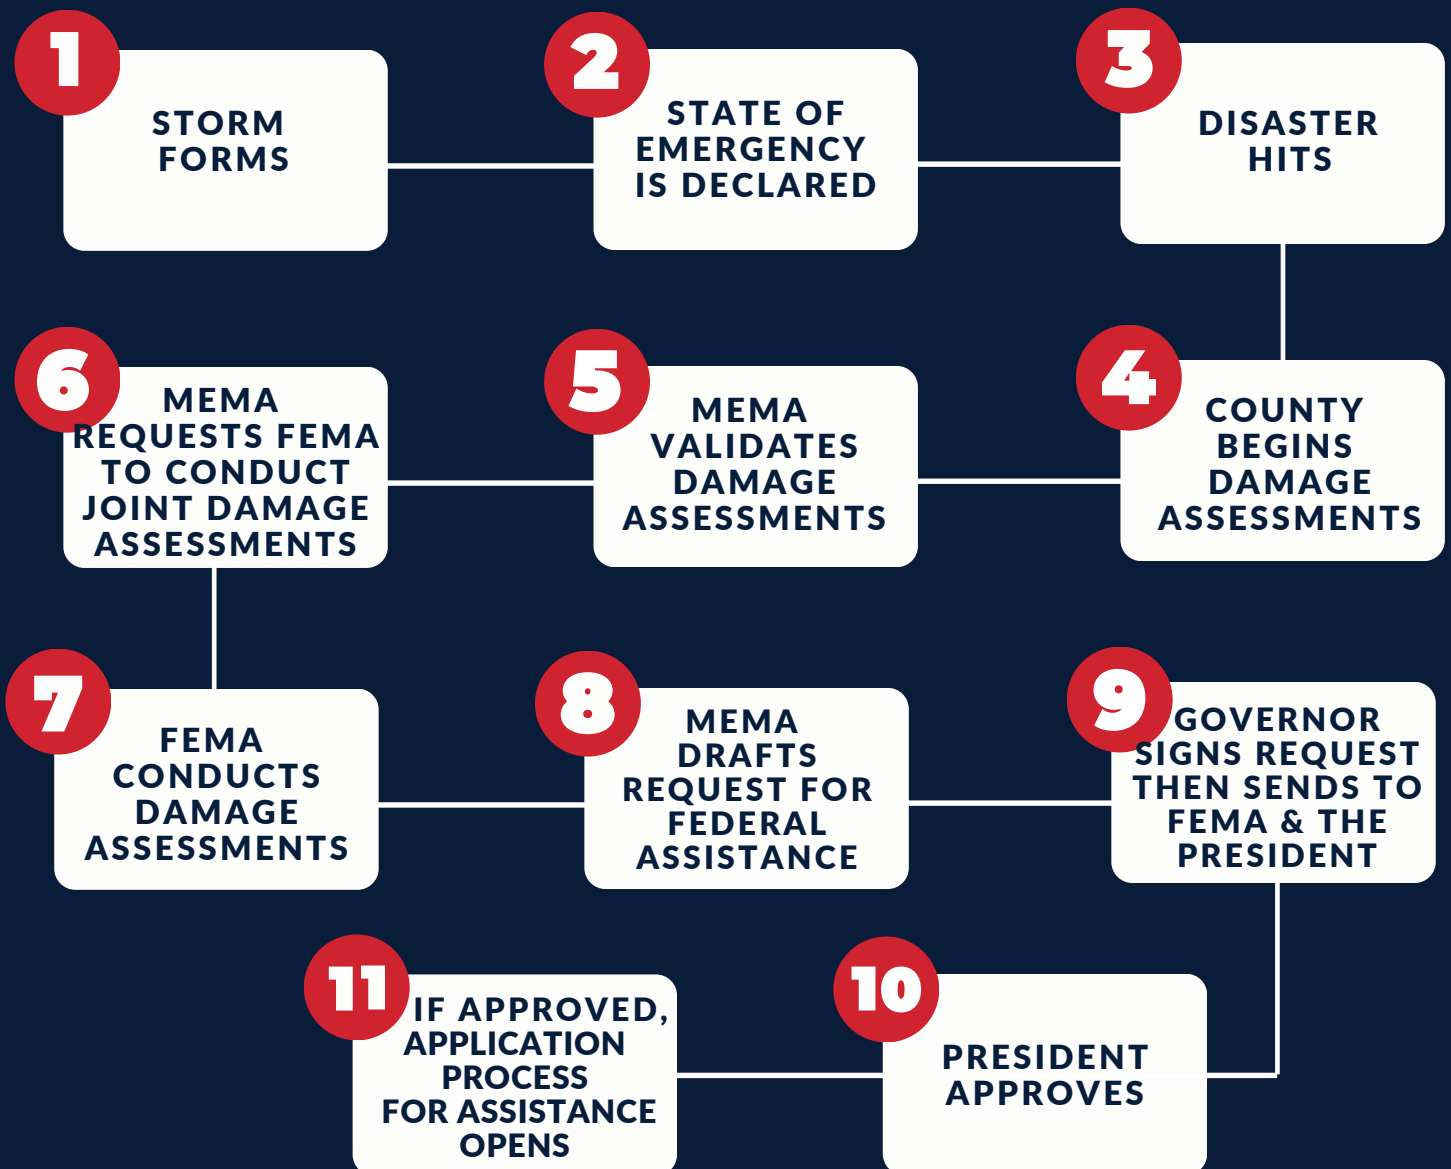 1
STORM
FORMS
2
STATE OF
EMERGENCY
IS DECLARED
3
DISASTER
HITS
4
COUNTY
BEGINS
DAMAGE
ASSESSMENTS
5
MEMA
VALIDATES
DAMAGE
ASSESSMENTS
6
MEMA
REQUESTS FEMA
TO CONDUCT
JOINT DAMAGE
ASSESSMENTS
7
FEMA
CONDUCTS
DAMAGE
ASSESSMENTS
8
MEMA
DRAFTS
REQUEST FOR
FEDERAL
ASSISTANCE
9
GOVERNOR
SIGNS REQUEST
THEN SENDS TO
FEMA & THE
PRESIDENT
10
PRESIDENT
APPROVES
11
IF APPROVED,
APPLICATION
PROCESS
FOR ASSISTANCE
OPENS